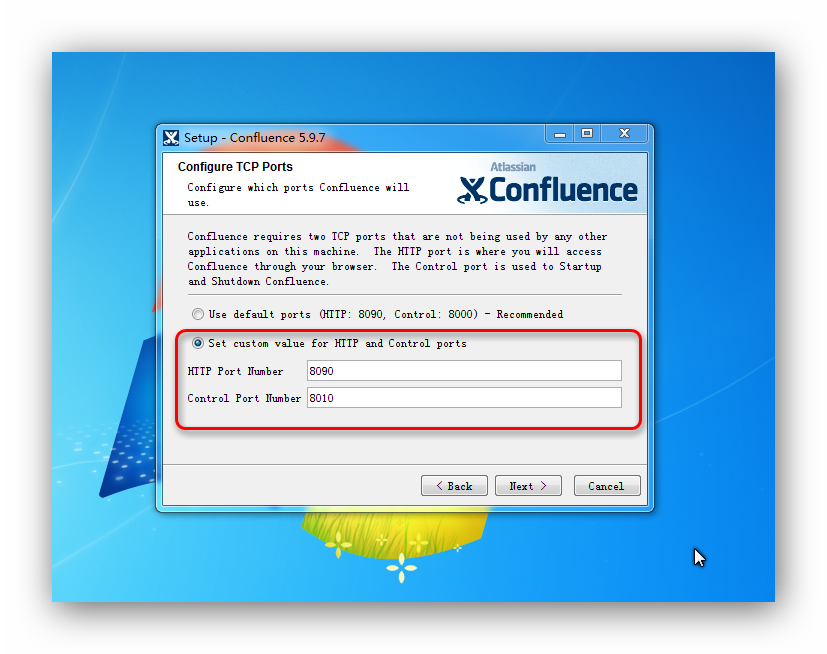 Setup - Confluence 5.9.7
Configure TCP Ports
Configure which ports Confluence will
use.
Atlassian
Confluence
Confluence requires two TCP ports that are not being used by any other
applications on this machine. The HTTP port is where you will access
Confluence through your browser. The Control port is used to Startup
and Shutdown Confluence.
Use default ports (HTTP: 8090, Control: 8000) - Recommended
Set custom value for HTTP and Control ports
HTTP Port Number 8090
Control Port Number 8010
< Back Next > Cancel